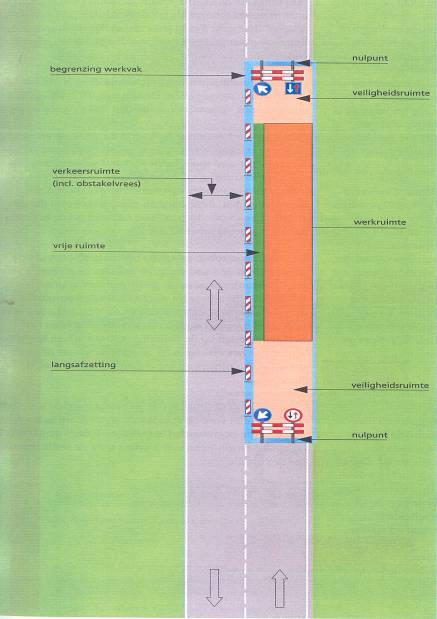 nulpunt
begrenzing werkvak
veiligheidsruimte
verkeersruimte
(incl. obstakelvrees)
werkruimte
vrije ruimte
langsafzetting
veiligheidsruimte
nulpunt